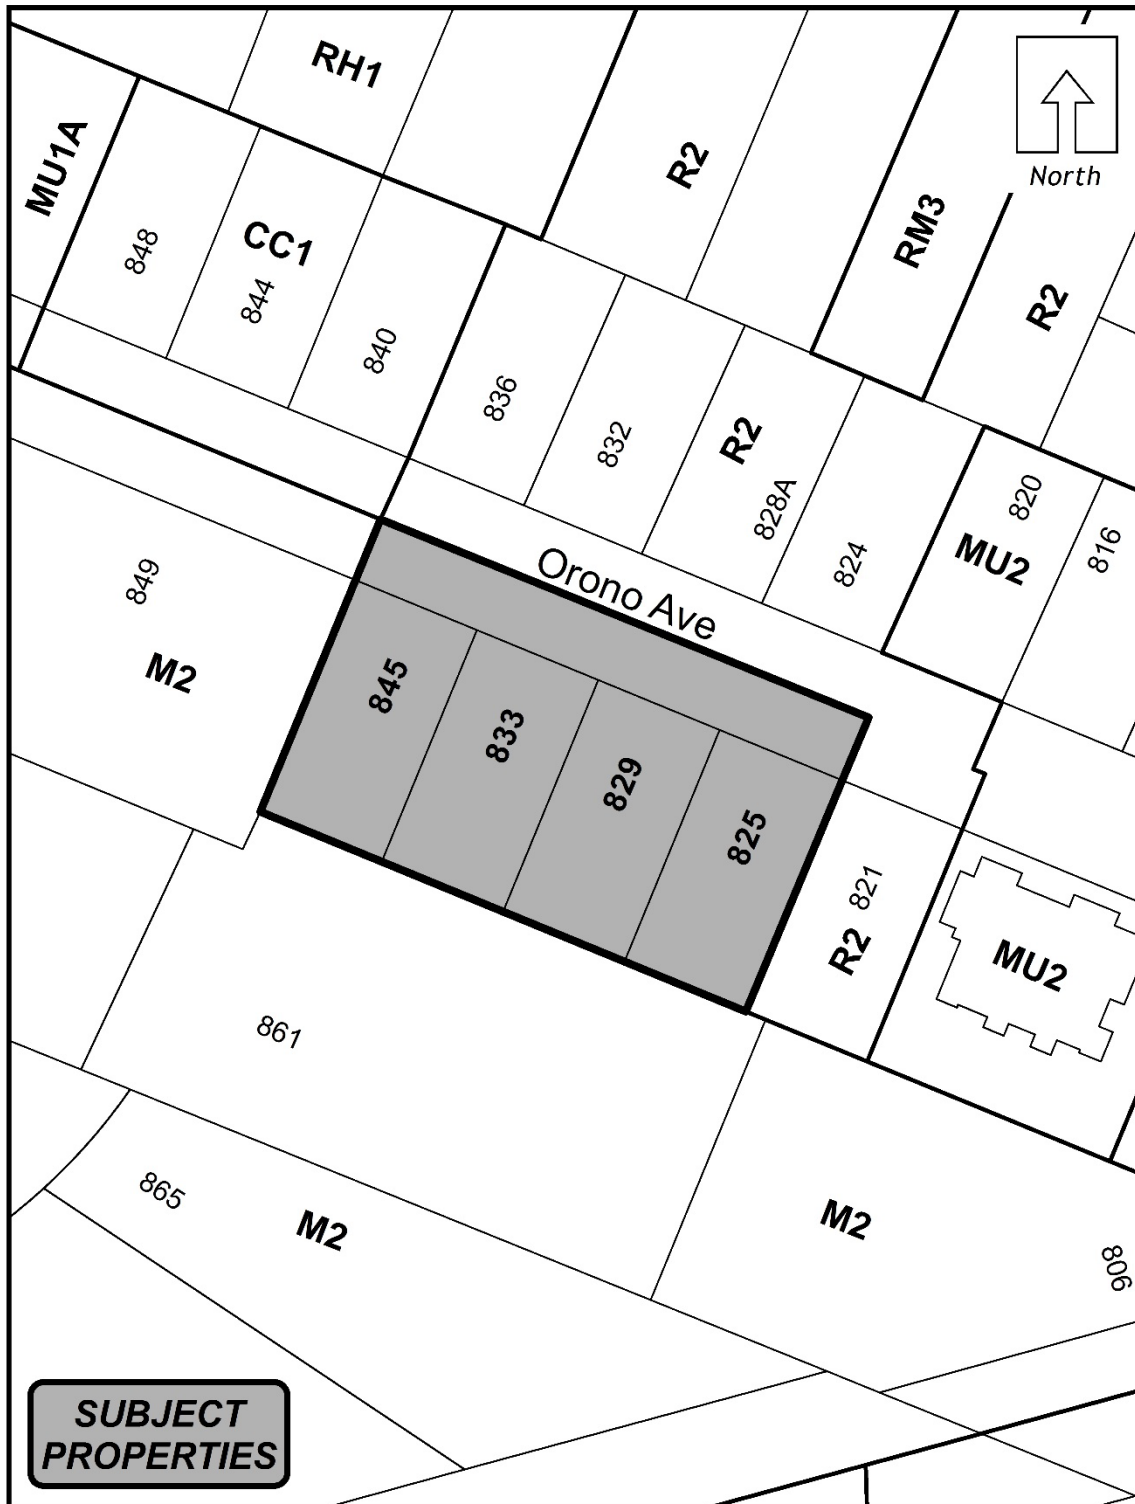 RH1
North
MU1A
R2
RM3
848
CC1
844
R2
840
836
832
R2
828A
820
816
MU2
824
Orono Ave
849
M2
845
833
829
825
821
R2
MU2
861
865
M2
M2
806
SUBJECT
PROPERTIES